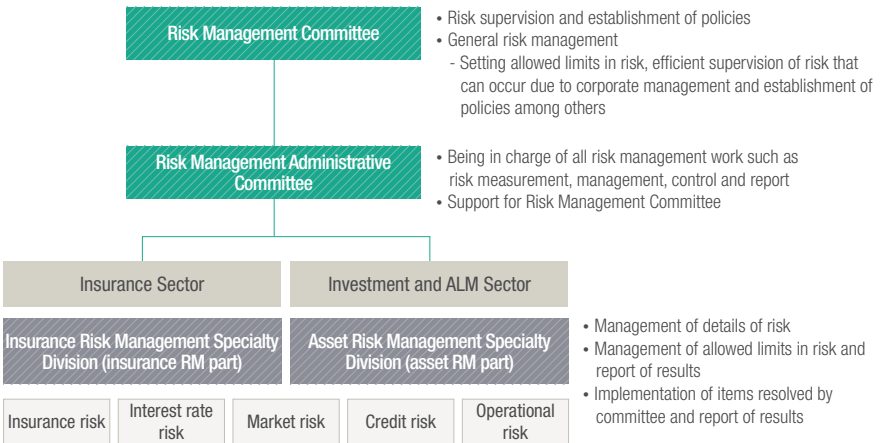 Risk Management Committee
• Risk supervision and establishment of policies
• General risk management
- Setting allowed limits in risk, efficient supervision of risk that
can occur due to corporate management and establishment of
policies among others
Risk Management Administrative
Committee
• Being in charge of all risk management work such as
risk measurement, management, control and report
• Support for Risk Management Committee
Insurance Sector
Investment and ALM Sector
Insurance Risk Management Specialty
Division (insurance RM part)
Asset Risk Management Specialty
Division (asset RM part)
• Management of details of risk
• Management of allowed limits in risk and
report of results
• Implementation of items resolved by
committee and report of results
Insurance risk
Interest rate
risk
Market risk
Credit risk
Operational
risk